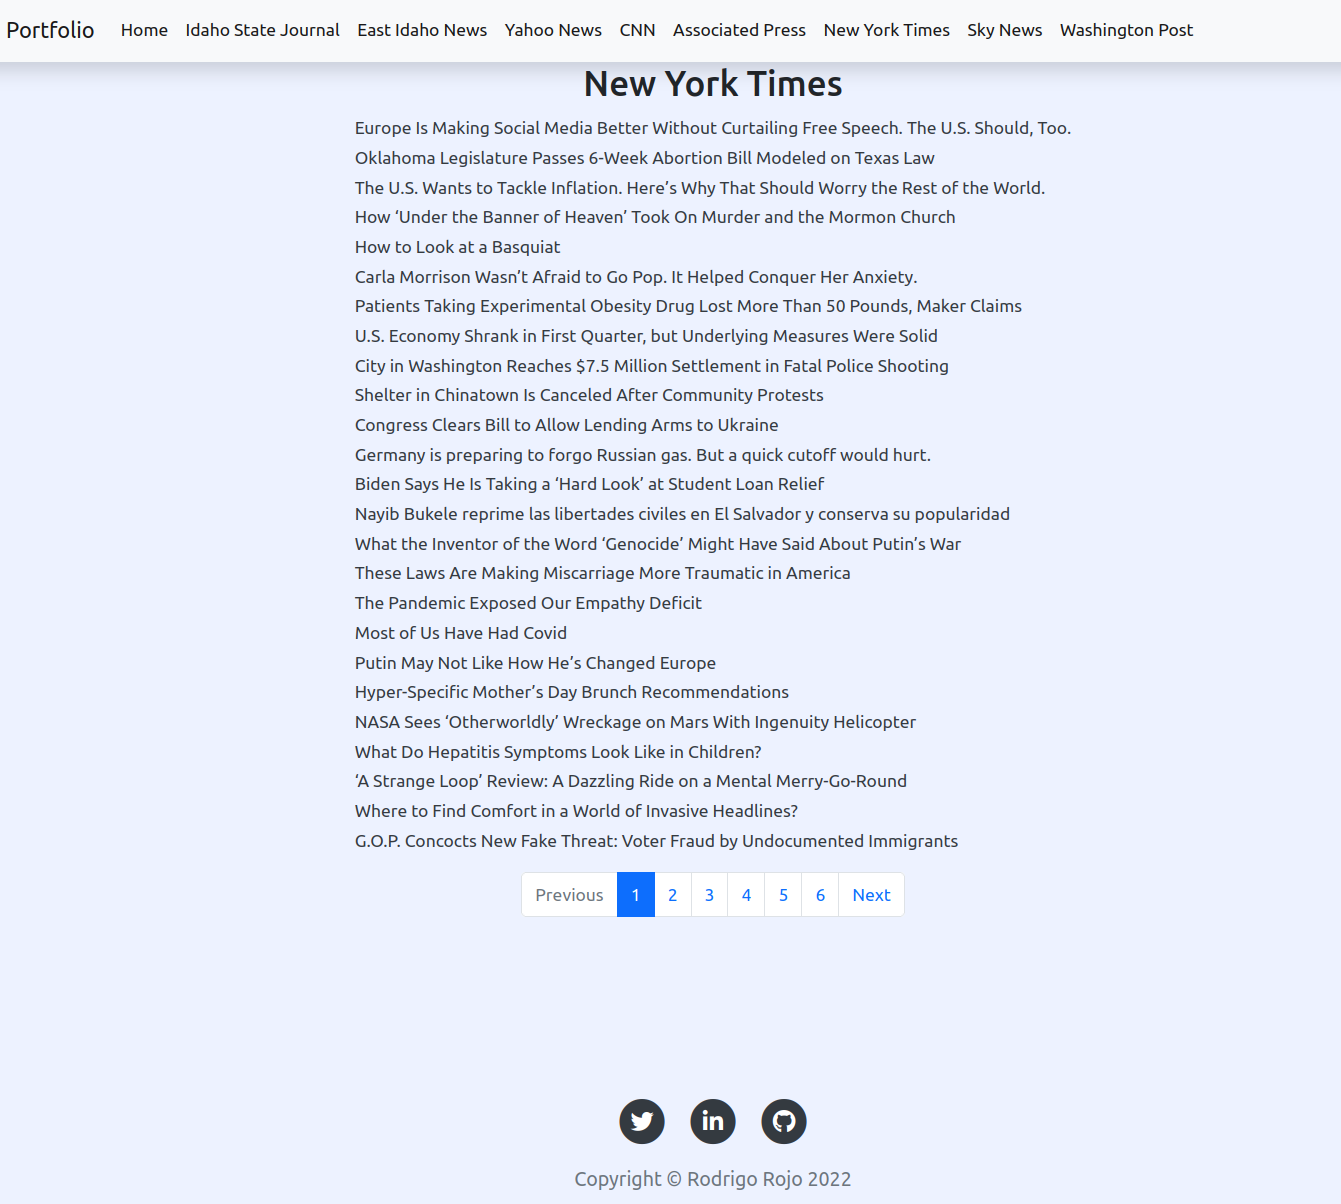 Portfolio Home Idaho State Journal East Idaho News Yahoo News CNN Associated Press New York Times Sky News Washington Post
New York Times
Europe Is Making Social Media Better Without Curtailing Free Speech. The U.S. Should, Too.
Oklahoma Legislature Passes 6-Week Abortion Bill Modeled on Texas Law
The U.S. Wants to Tackle Inflation. Here’s Why That Should Worry the Rest of the World.
How ‘Under the Banner of Heaven’ Took On Murder and the Mormon Church
How to Look at a Basquiat
Carla Morrison Wasn’t Afraid to Go Pop. It Helped Conquer Her Anxiety.
Patients Taking Experimental Obesity Drug Lost More Than 50 Pounds, Maker Claims
U.S. Economy Shrank in First Quarter, but Underlying Measures Were Solid
City in Washington Reaches $7.5 Million Settlement in Fatal Police Shooting
Shelter in Chinatown Is Canceled After Community Protests
Congress Clears Bill to Allow Lending Arms to Ukraine
Germany is preparing to forgo Russian gas. But a quick cutoff would hurt.
Biden Says He Is Taking a ‘Hard Look’ at Student Loan Relief
Nayib Bukele reprime las libertades civiles en El Salvador y conserva su popularidad
What the Inventor of the Word ‘Genocide’ Might Have Said About Putin’s War
These Laws Are Making Miscarriage More Traumatic in America
The Pandemic Exposed Our Empathy Deficit
Most of Us Have Had Covid
Putin May Not Like How He’s Changed Europe
Hyper-Specific Mother’s Day Brunch Recommendations
NASA Sees ‘Otherworldly’ Wreckage on Mars With Ingenuity Helicopter
What Do Hepatitis Symptoms Look Like in Children?
‘A Strange Loop’ Review: A Dazzling Ride on a Mental Merry-Go-Round
Where to Find Comfort in a World of Invasive Headlines?
G.O.P. Concocts New Fake Threat: Voter Fraud by Undocumented Immigrants
Previous 1 2 3 4 5 6 Next
in
Copyright © Rodrigo Rojo 2022